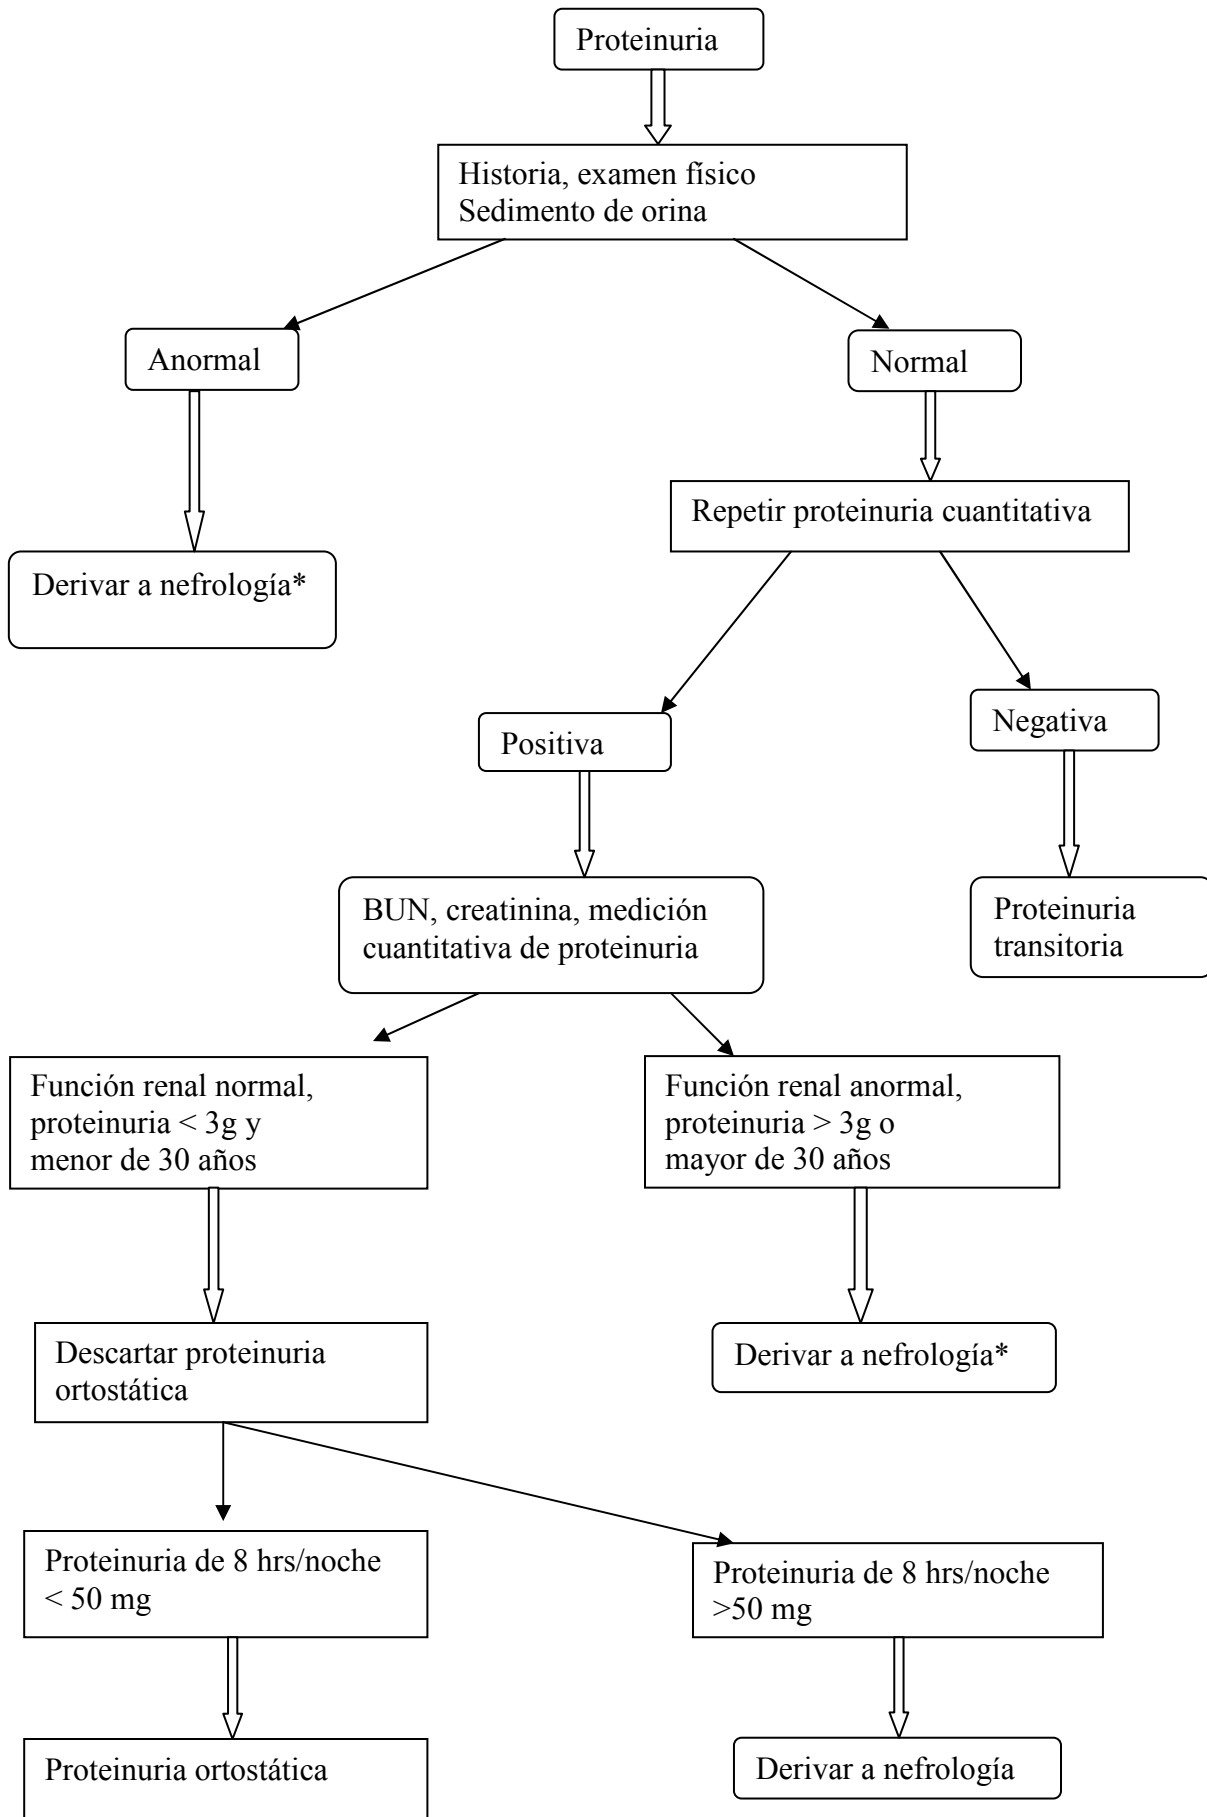 Proteinuria
Historia, examen físico
Sedimento de orina
Anormal
Normal
Repetir proteinuria cuantitativa
Derivar a nefrología*
Positiva
Negativa
BUN, creatinina, medición
cuantitativa de proteinuria
Proteinuria
transitoria
Función renal normal,
proteinuria < 3g y
menor de 30 años
Función renal anormal,
proteinuria > 3g o
mayor de 30 años
Descartar proteinuria
ortostática
Derivar a nefrología*
Proteinuria de 8 hrs/noche
< 50 mg
Proteinuria de 8 hrs/noche
>50 mg
Proteinuria ortostática
Derivar a nefrología